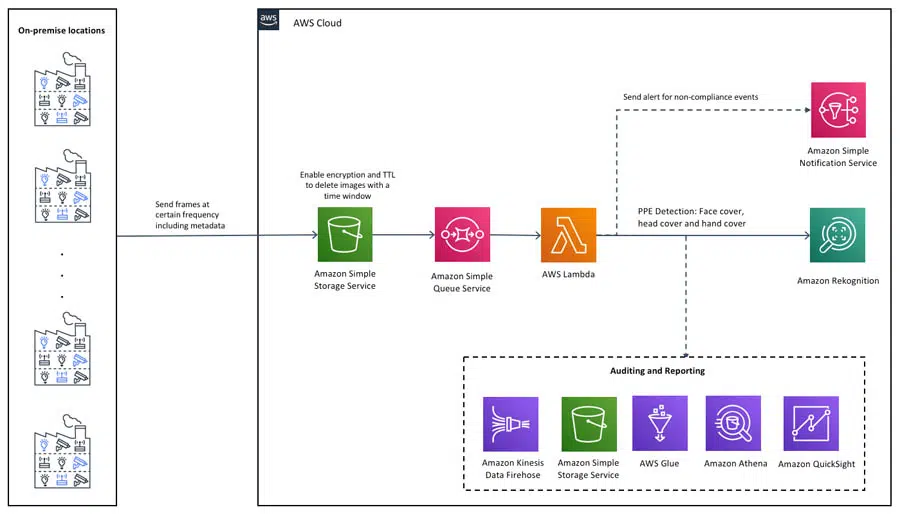 On-premise locations
aws
AWS Cloud
Send frames at
certain frequency
including metadata
Enable encryption and TTL
to delete images with a
time window
Amazon Simple
Storage Service
Amazon Simple
Queue Service
AWS Lambda
Send alert for non-compliance events
Amazon Simple
Notification Service
PPE Detection: Face cover,
head cover and hand cover
Amazon Rekognition
Auditing and Reporting
Amazon Kinesis
Data Firehose
Amazon Simple
Storage Service
AWS Glue
Amazon Athena
Amazon QuickSight